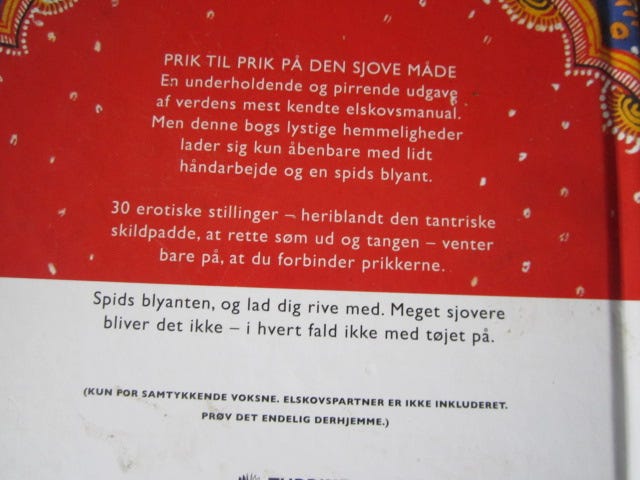 PRIK TIL PRIK PÅ DEN SJOVE MÅDE
En underholdende og pirrende udgave
af verdens mest kendte elskovsmanual.
Men denne bogs lystige hemmeligheder
lader sig kun åbenbare med lidt
håndarbejde og en spids blyant.
30 erotiske stillinger – heriblandt den tantriske
skildpadde, at rette søm ud og tangen – venter
bare på, at du forbinder prikkerne.
Spids blyanten, og lad dig rive med. Meget sjovere
bliver det ikke – i hvert fald ikke med tøjet på.
(KUN FOR SAMTYKKENDE VOKSNE. ELSKOVSPARTNER ER IKKE INKLUDERET.
PRØV DET ENDELIG DERHJEMME.)